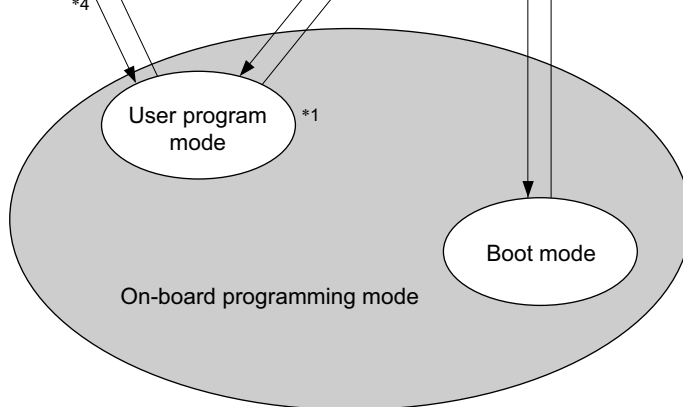 *4
User program
mode
*1
Boot mode
On-board programming mode